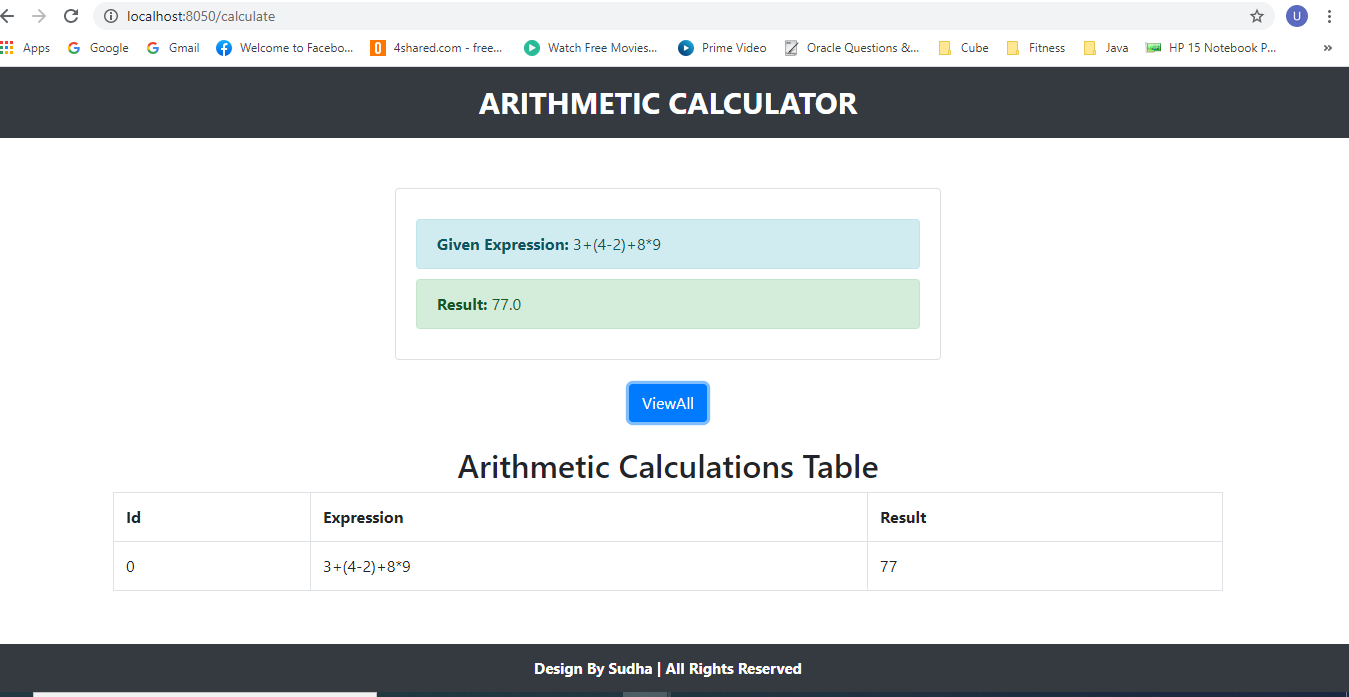 localhost:8050/calculate
U
Apps Google Gmail Welcome to Facebo... 4shared.com - free... Watch Free Movies... Prime Video Oracle Questions &... Cube Fitness Java HP 15 Notebook P... »
ARITHMETIC CALCULATOR
Given Expression: 3+(4-2)+8*9
Result: 77.0
ViewAll
Arithmetic Calculations Table
Id Expression Result
0 3+(4-2)+8*9 77
Design By Sudha | All Rights Reserved